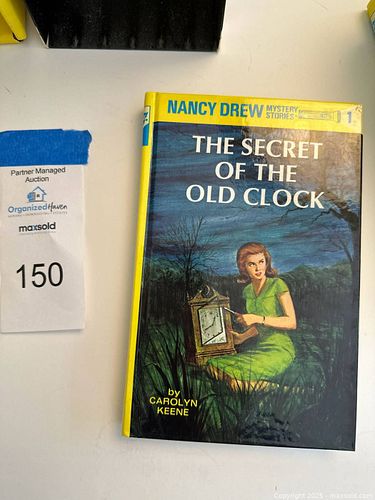 Partner Managed
Auction
OrganizedHaven
maxsold
150
NANCY DREW
MYSTERY
STORIES
1
THE SECRET
OF THE
OLD CLOCK
by
CAROLYN
KEENE
Copyright 2025 - maxsold.com